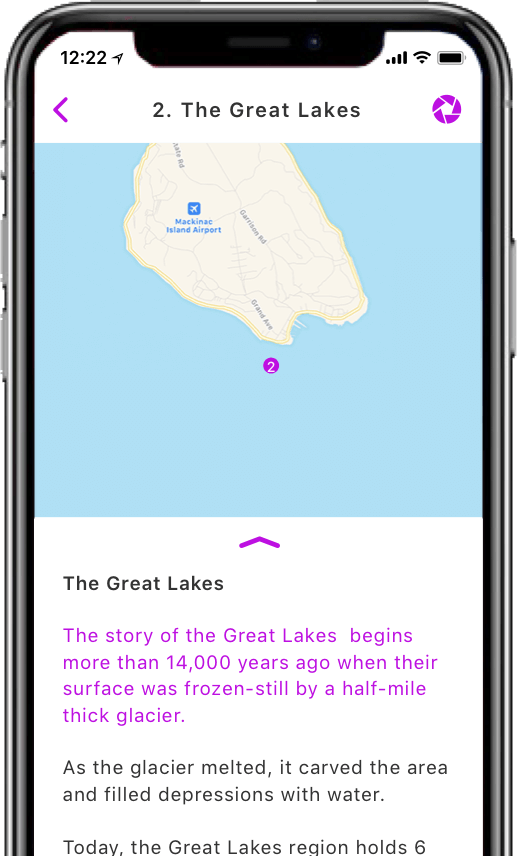 12:22
2. The Great Lakes
Mackinac
Island Airport
Garrison Rd
Grand Ave
2
The Great Lakes
The story of the Great Lakes  begins
more than 14,000 years ago when their
surface was frozen-still by a half-mile
thick glacier.
As the glacier melted, it carved the area
and filled depressions with water.
Today, the Great Lakes region holds 6